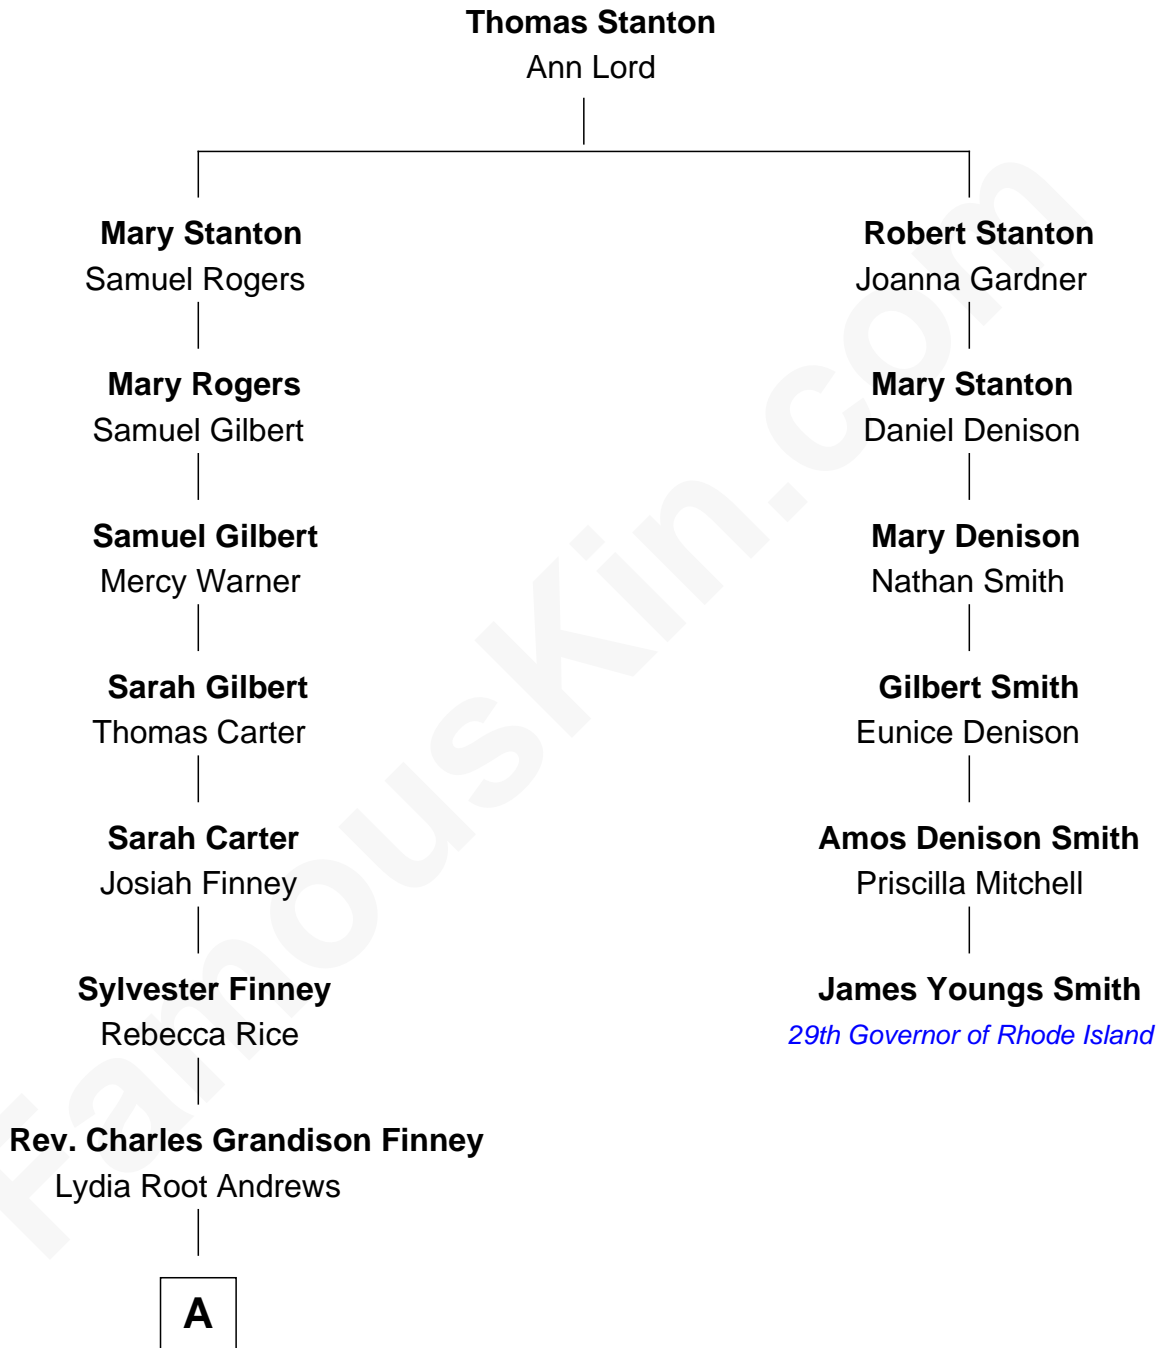 Thomas Stanton
Ann Lord
Mary Stanton
Samuel Rogers
Mary Rogers
Samuel Gilbert
Samuel Gilbert
Mercy Warner
Sarah Gilbert
Thomas Carter
Sarah Carter
Josiah Finney
Sylvester Finney
Rebecca Rice
Rev. Charles Grandison Finney
Lydia Root Andrews
A
Robert Stanton
Joanna Gardner
Mary Stanton
Daniel Denison
Mary Denison
Nathan Smith
Gilbert Smith
Eunice Denison
Amos Denison Smith
Priscilla Mitchell
James Youngs Smith
29th Governor of Rhode Island
FamousKin.com